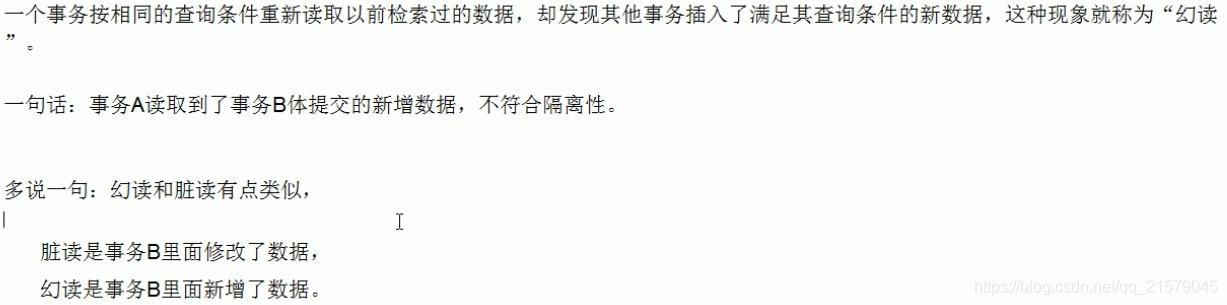 一个事务按相同的查询条件重新读取以前检索过的数据，却发现其他事务插入了满足其查询条件的新数据，这种现象就称为“幻读
”。
一句话：事务A读取到了事务B体提交的新增数据，不符合隔离性。
多说一句：幻读和脏读有点类似，
脏读是事务B里面修改了数据，
幻读是事务B里面新增了数据。
https://blog.csdn.net/qq_21579045